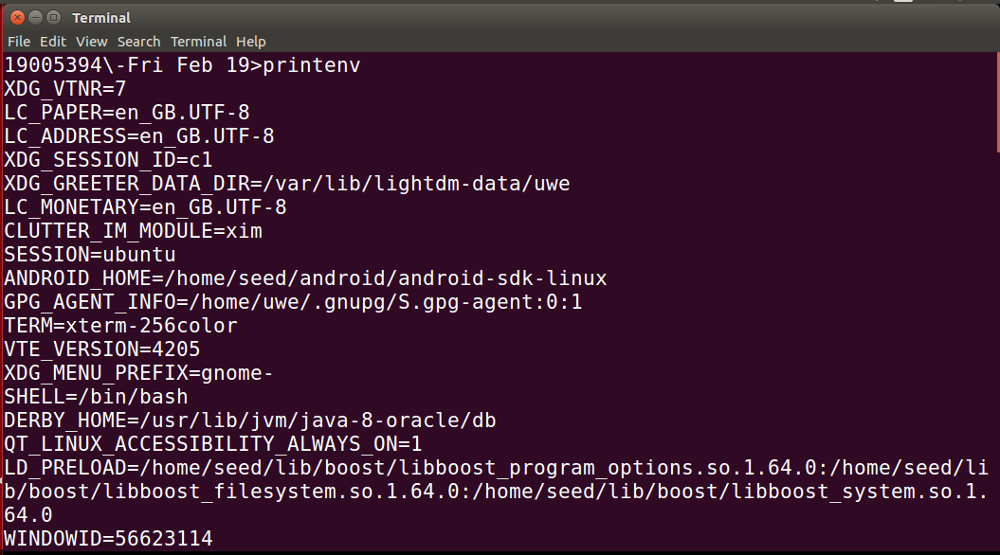 Terminal
File Edit View Search Terminal Help
19005394\-Fri Feb 19>printenv
XDG_VTNR=7
LC_PAPER=en_GB.UTF-8
LC_ADDRESS=en_GB.UTF-8
XDG_SESSION_ID=c1
XDG_GREETER_DATA_DIR=/var/lib/lightdm-data/uwe
LC_MONETARY=en_GB.UTF-8
CLUTTER_IM_MODULE=xim
SESSION=ubuntu
ANDROID_HOME=/home/seed/android/android-sdk-linux
GPG_AGENT_INFO=/home/uwe/.gnupg/S.gpg-agent:0:1
TERM=xterm-256color
VTE_VERSION=4205
XDG_MENU_PREFIX=gnome-
SHELL=/bin/bash
DERBY_HOME=/usr/lib/jvm/java-8-oracle/db
QT_LINUX_ACCESSIBILITY_ALWAYS_ON=1
LD_PRELOAD=/home/seed/lib/boost/libboost_program_options.so.1.64.0:/home/seed/li
b/boost/libboost_filesystem.so.1.64.0:/home/seed/lib/boost/libboost_system.so.1.
64.0
WINDOWID=56623114